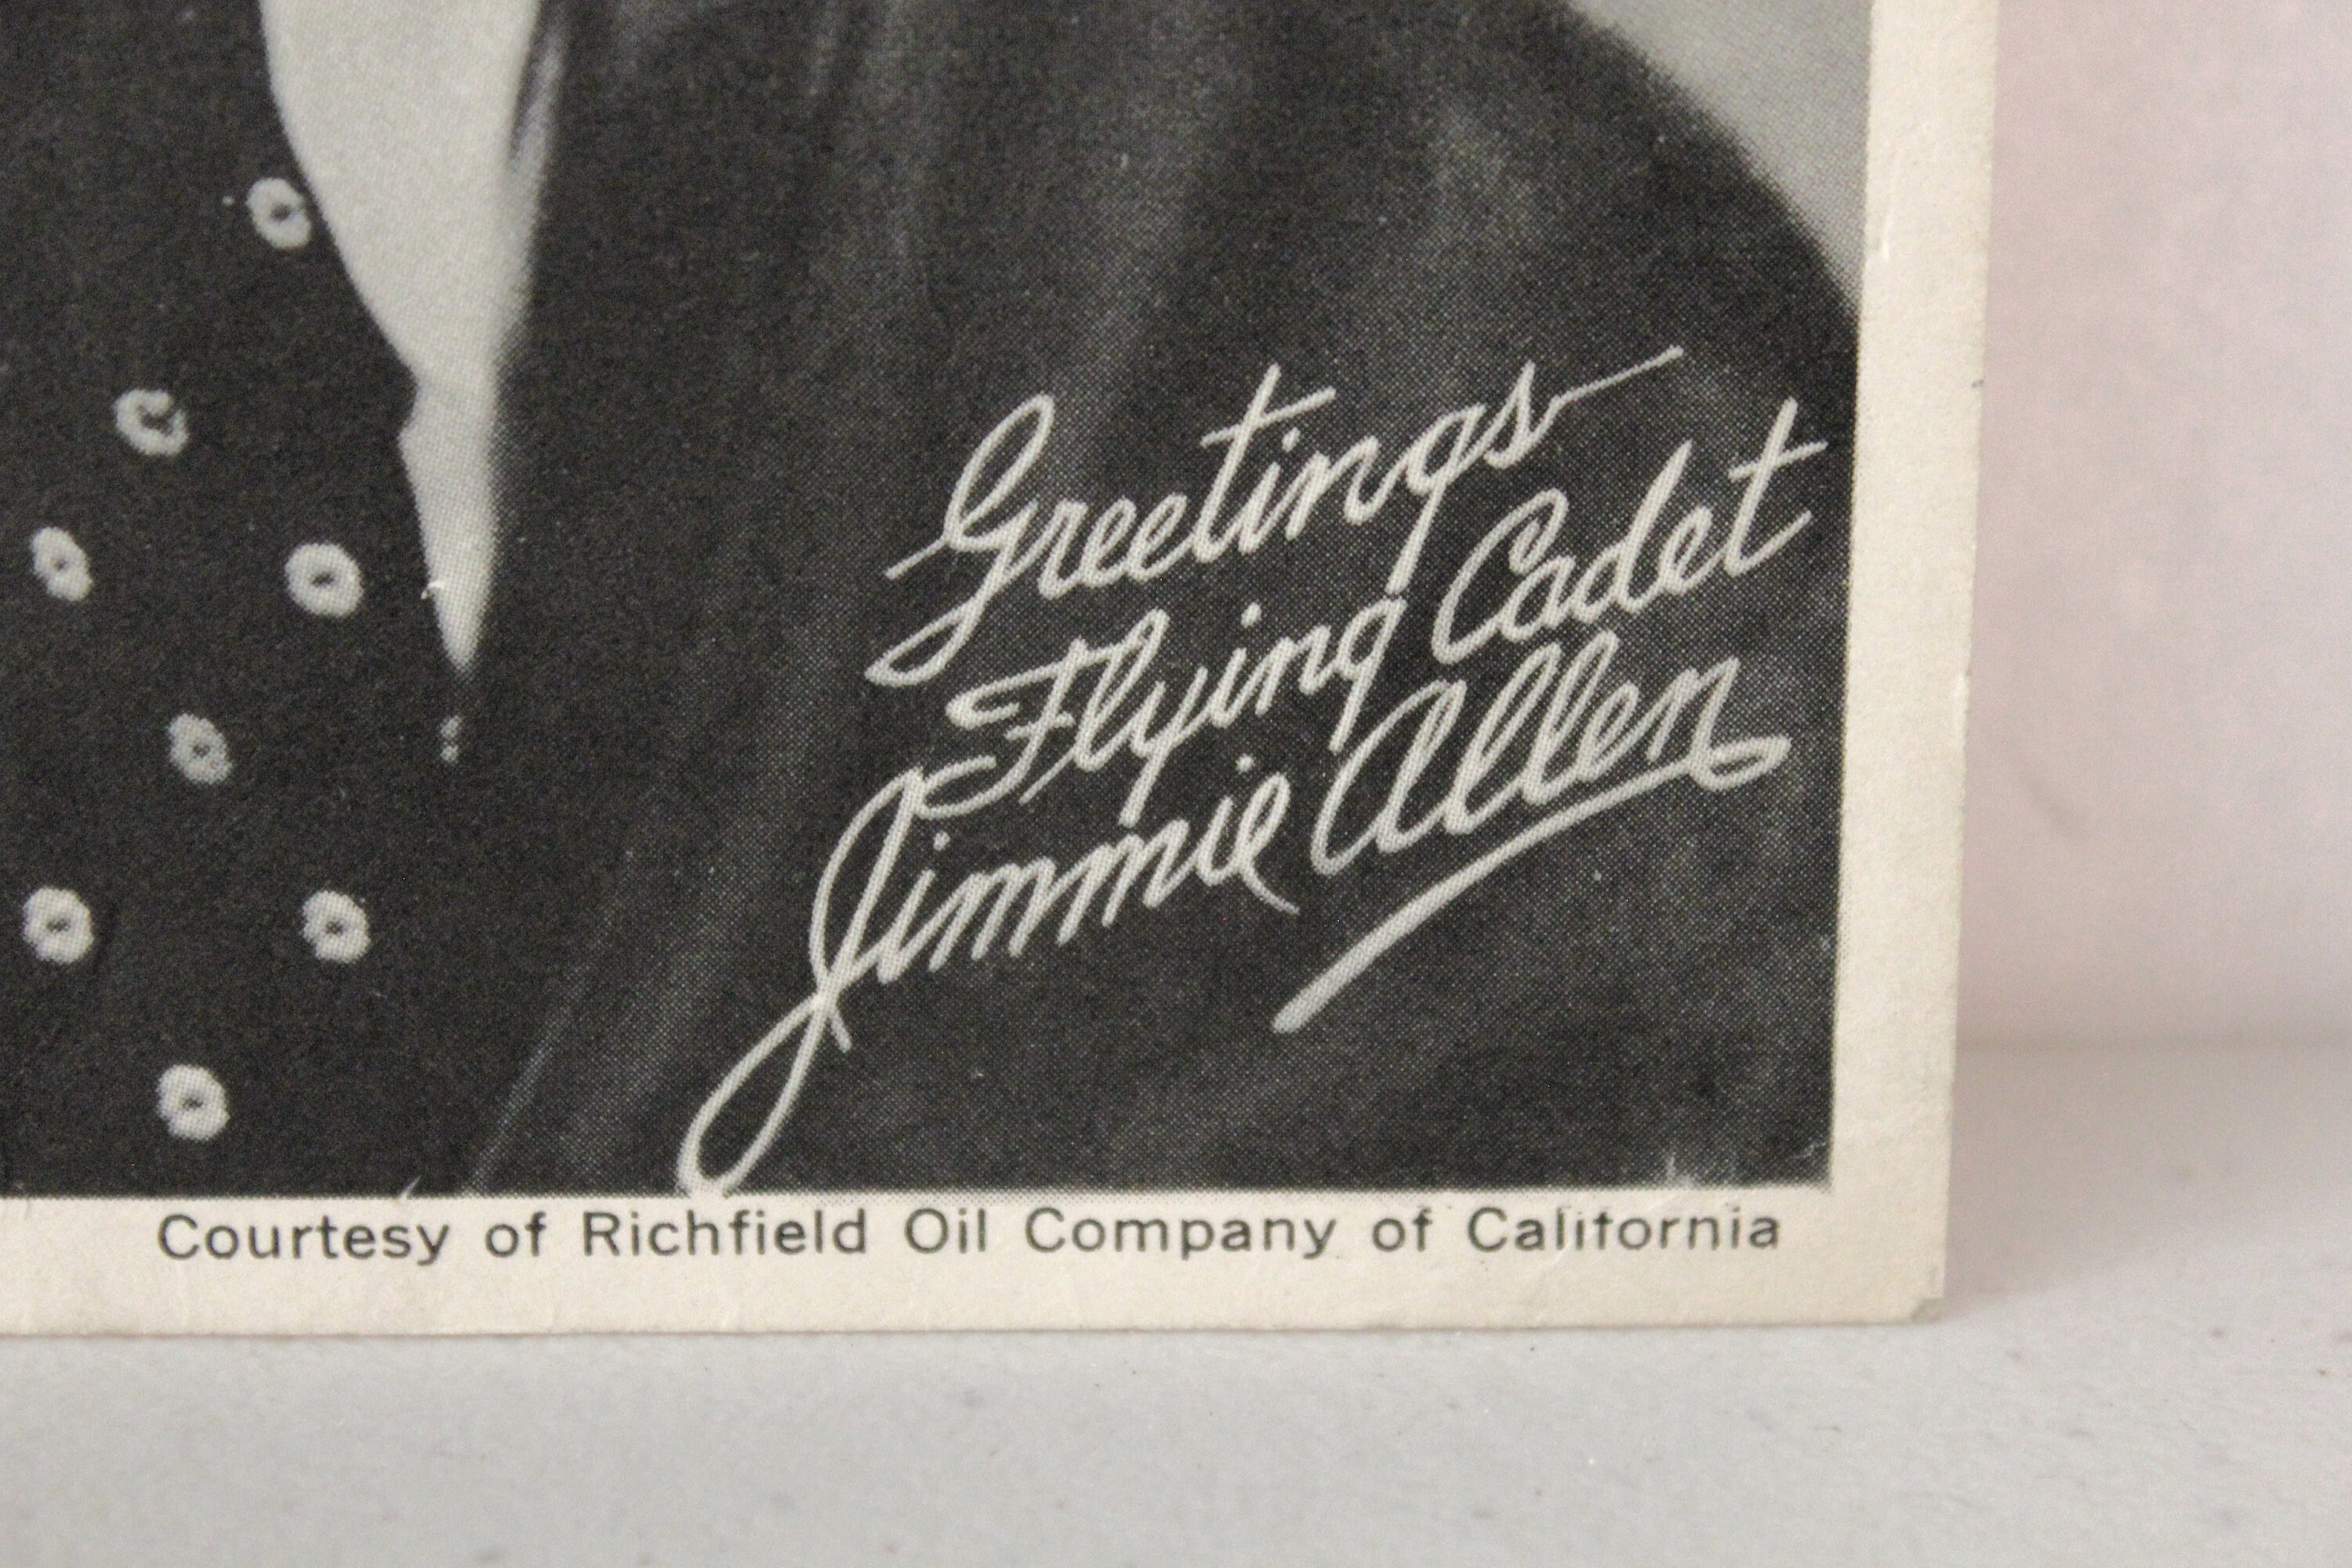 Greetings
Flying Cadet
Jimmie Allen
Courtesy of Richfield Oil Company of California